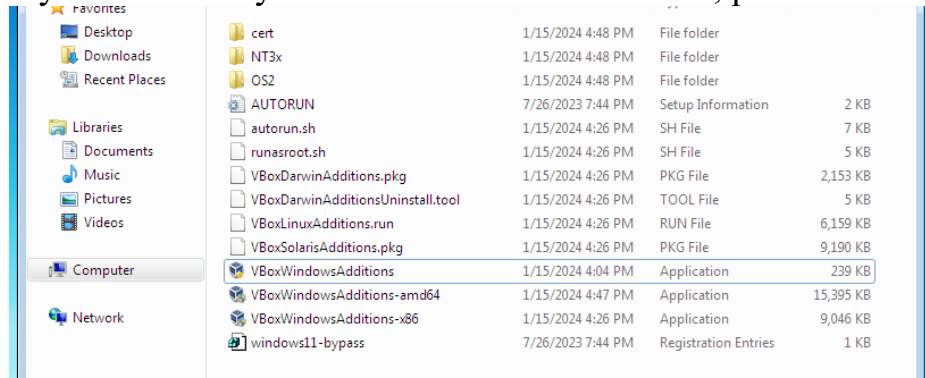 Favorites
Desktop
Downloads
Recent Places
Libraries
Documents
Music
Pictures
Videos
Computer
Network
cert 1/15/2024 4:48 PM File folder
NT3x 1/15/2024 4:48 PM File folder
OS2 1/15/2024 4:48 PM File folder
AUTORUN 7/26/2023 7:44 PM Setup Information 2 KB
autorun.sh 1/15/2024 4:26 PM SH File 7 KB
runasroot.sh 1/15/2024 4:26 PM SH File 5 KB
VBoxDarwinAdditions.pkg 1/15/2024 4:26 PM PKG File 2,153 KB
VBoxDarwinAdditionsUninstall.tool 1/15/2024 4:26 PM TOOL File 5 KB
VBoxLinuxAdditions.run 1/15/2024 4:26 PM RUN File 6,159 KB
VBoxSolarisAdditions.pkg 1/15/2024 4:26 PM PKG File 9,190 KB
VBoxWindowsAdditions 1/15/2024 4:04 PM Application 239 KB
VBoxWindowsAdditions-amd64 1/15/2024 4:47 PM Application 15,395 KB
VBoxWindowsAdditions-x86 1/15/2024 4:26 PM Application 9,046 KB
windows11-bypass 7/26/2023 7:44 PM Registration Entries 1 KB